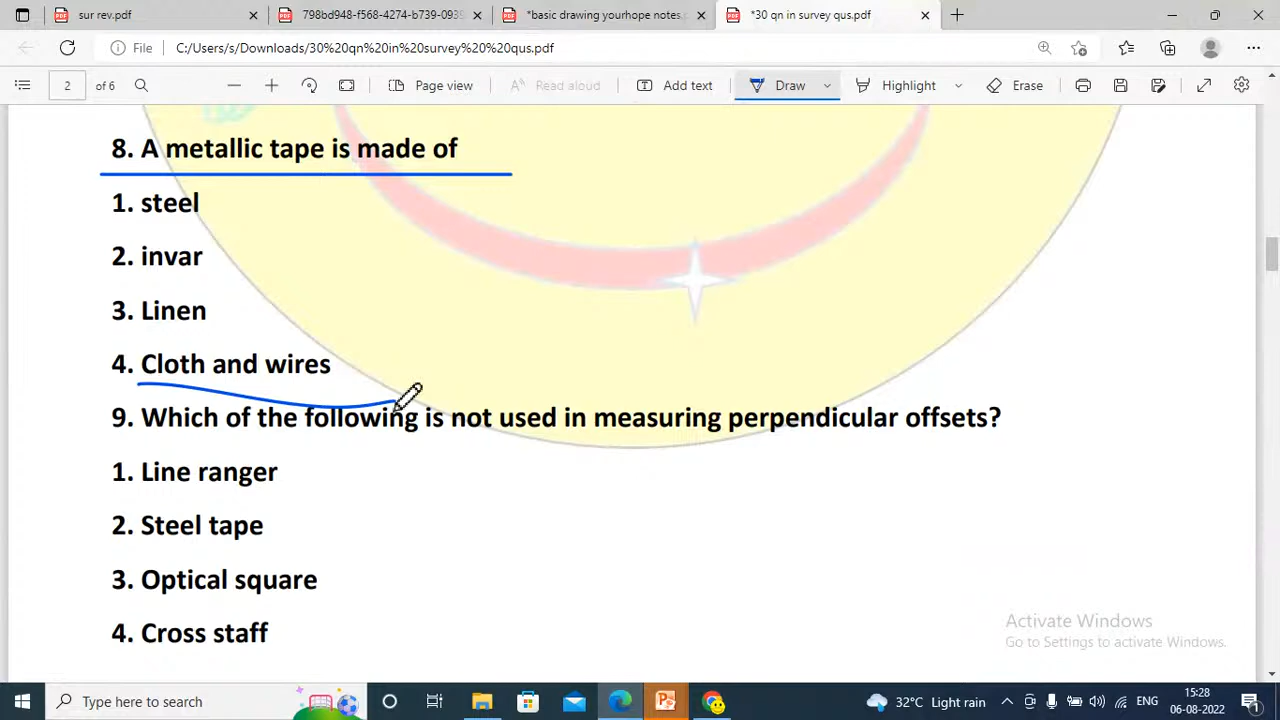 sur rev.pdf
798bd948-f568-4274-b739-0939
*basic drawing yourhope notes.
*30 qn in survey qus.pdf
File
C:/Users/s/Downloads/30%20qn%20in%20survey%20%20qus.pdf
2 of 6
Page view
Read aloud
Add text
Draw
Highlight
Erase
8. A metallic tape is made of
1. steel
2. invar
3. Linen
4. Cloth and wires
9. Which of the following is not used in measuring perpendicular offsets?
1. Line ranger
2. Steel tape
3. Optical square
4. Cross staff
Activate Windows
Go to Settings to activate Windows.
Type here to search
32°C Light rain
ENG
15:28
06-08-2022
1